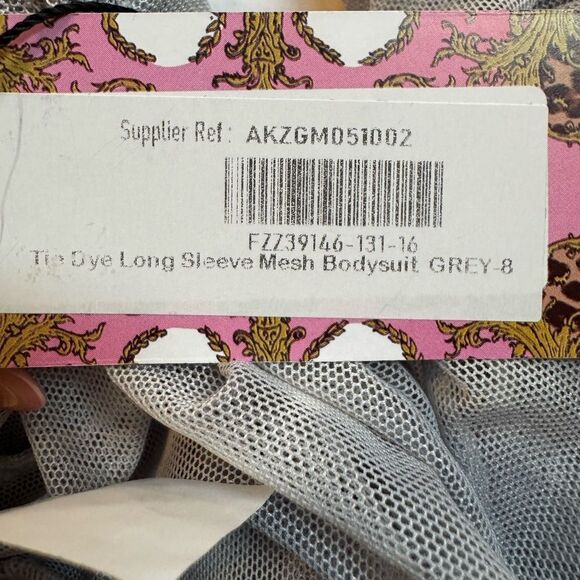 Supplier Ref: AKZGM051002
FZZ39146-131-16
Tie Dye Long Sleeve Mesh Bodysuit GREY-8